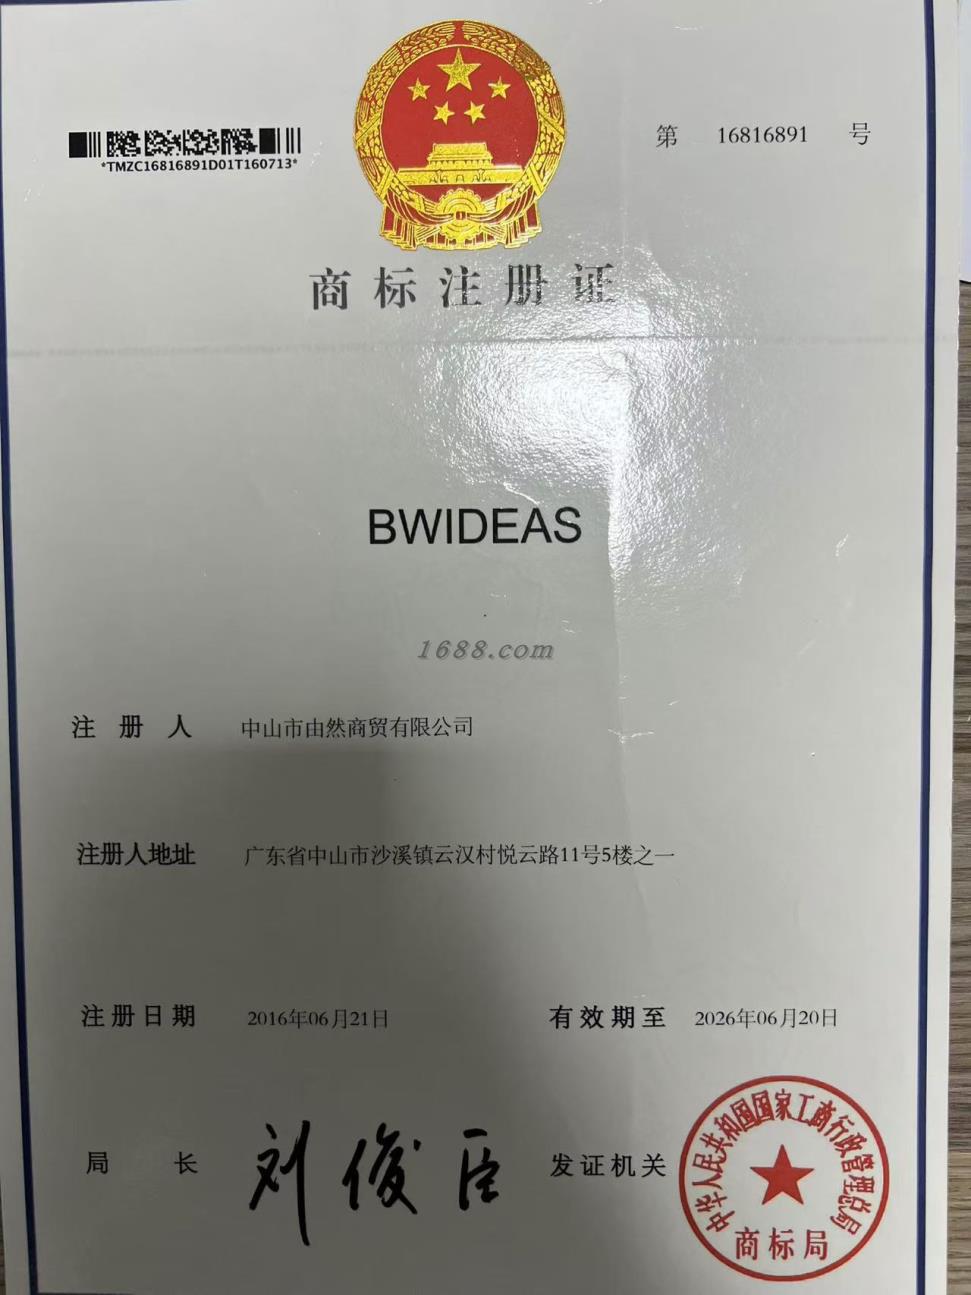 第 16816891 号
*TMZC16816891D01T160713*
商标注册证
BWIDEAS
1688.com
注册人 中山市由然商贸有限公司
注册人地址 广东省中山市沙溪镇云汉村悦云路11号5楼之一
注册日期 2016年06月21日 有效期至 2026年06月20日
局长 刘俊臣 发证机关
中华人民共和国国家工商行政管理总局
商标局